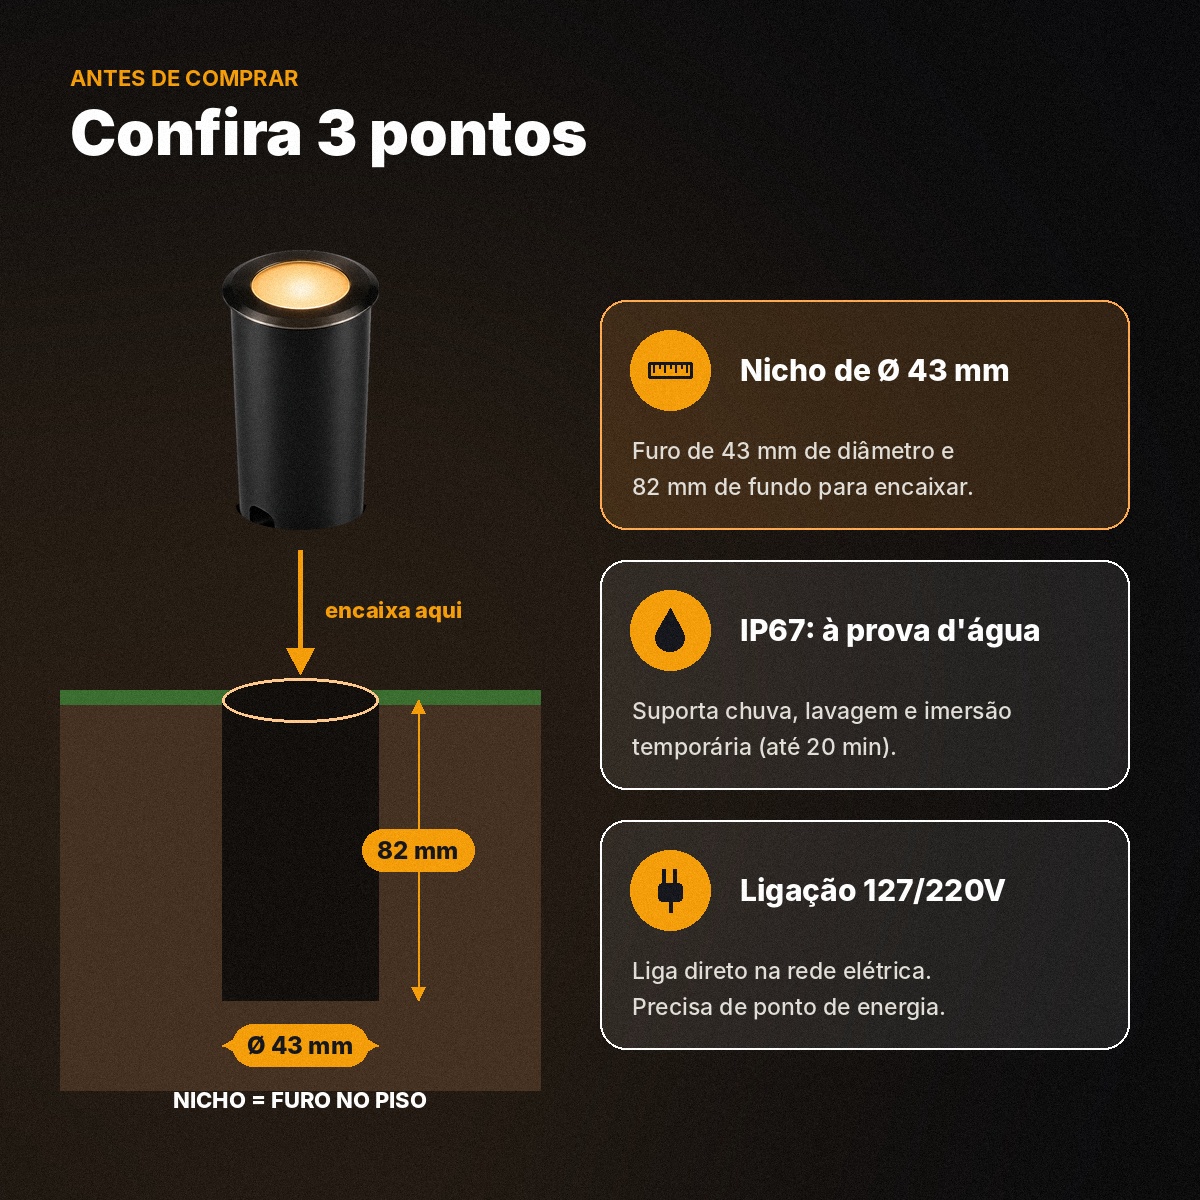 ANTES DE COMPRAR
Confira 3 pontos
encaixa aqui
82 mm
Ø 43 mm
NICHO = FURO NO PISO
Nicho de Ø 43 mm
Furo de 43 mm de diâmetro e
82 mm de fundo para encaixar.
IP67: à prova d'água
Suporta chuva, lavagem e imersão
temporária (até 20 min).
Ligação 127/220V
Liga direto na rede elétrica.
Precisa de ponto de energia.